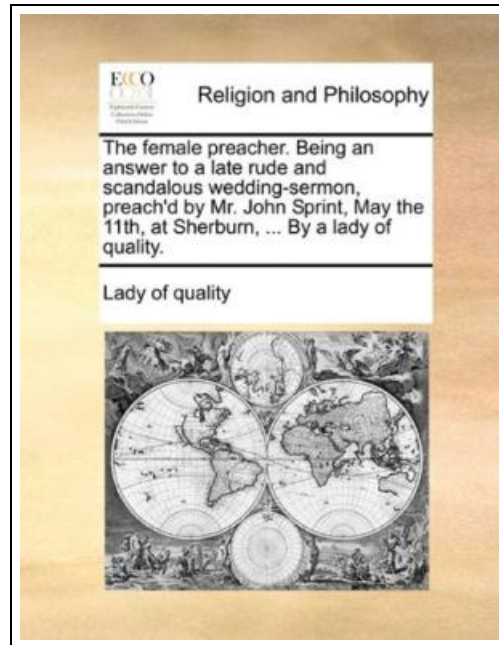 ECCO
Religion and Philosophy
The female preacher. Being an
answer to a late rude and
scandalous wedding-sermon,
preach'd by Mr. John Sprint, May the
11th, at Sherburn, ... By a lady of
quality.
Lady of quality